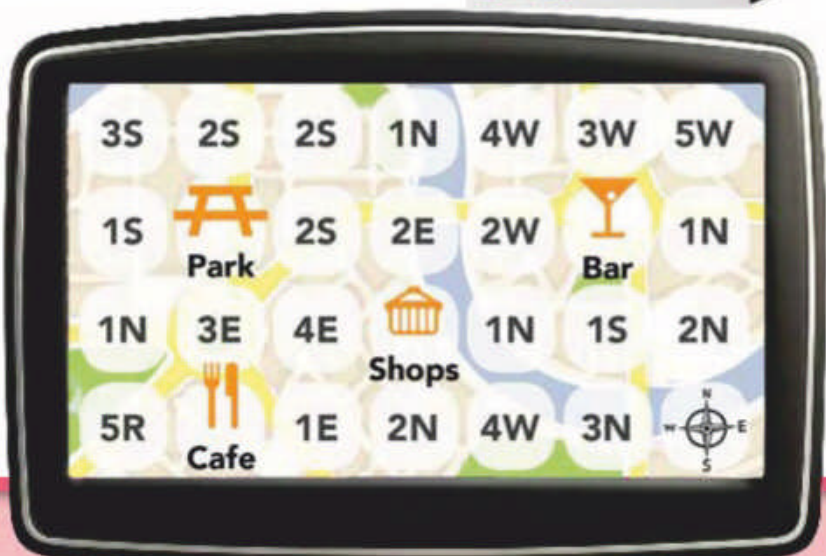 3S 2S 2S 1N 4W 3W 5W
1S Park 2S 2E 2W Bar 1N
1N 3E 4E Shops 1N 1S 2N
5R Cafe 1E 2N 4W 3N
N
W E
S